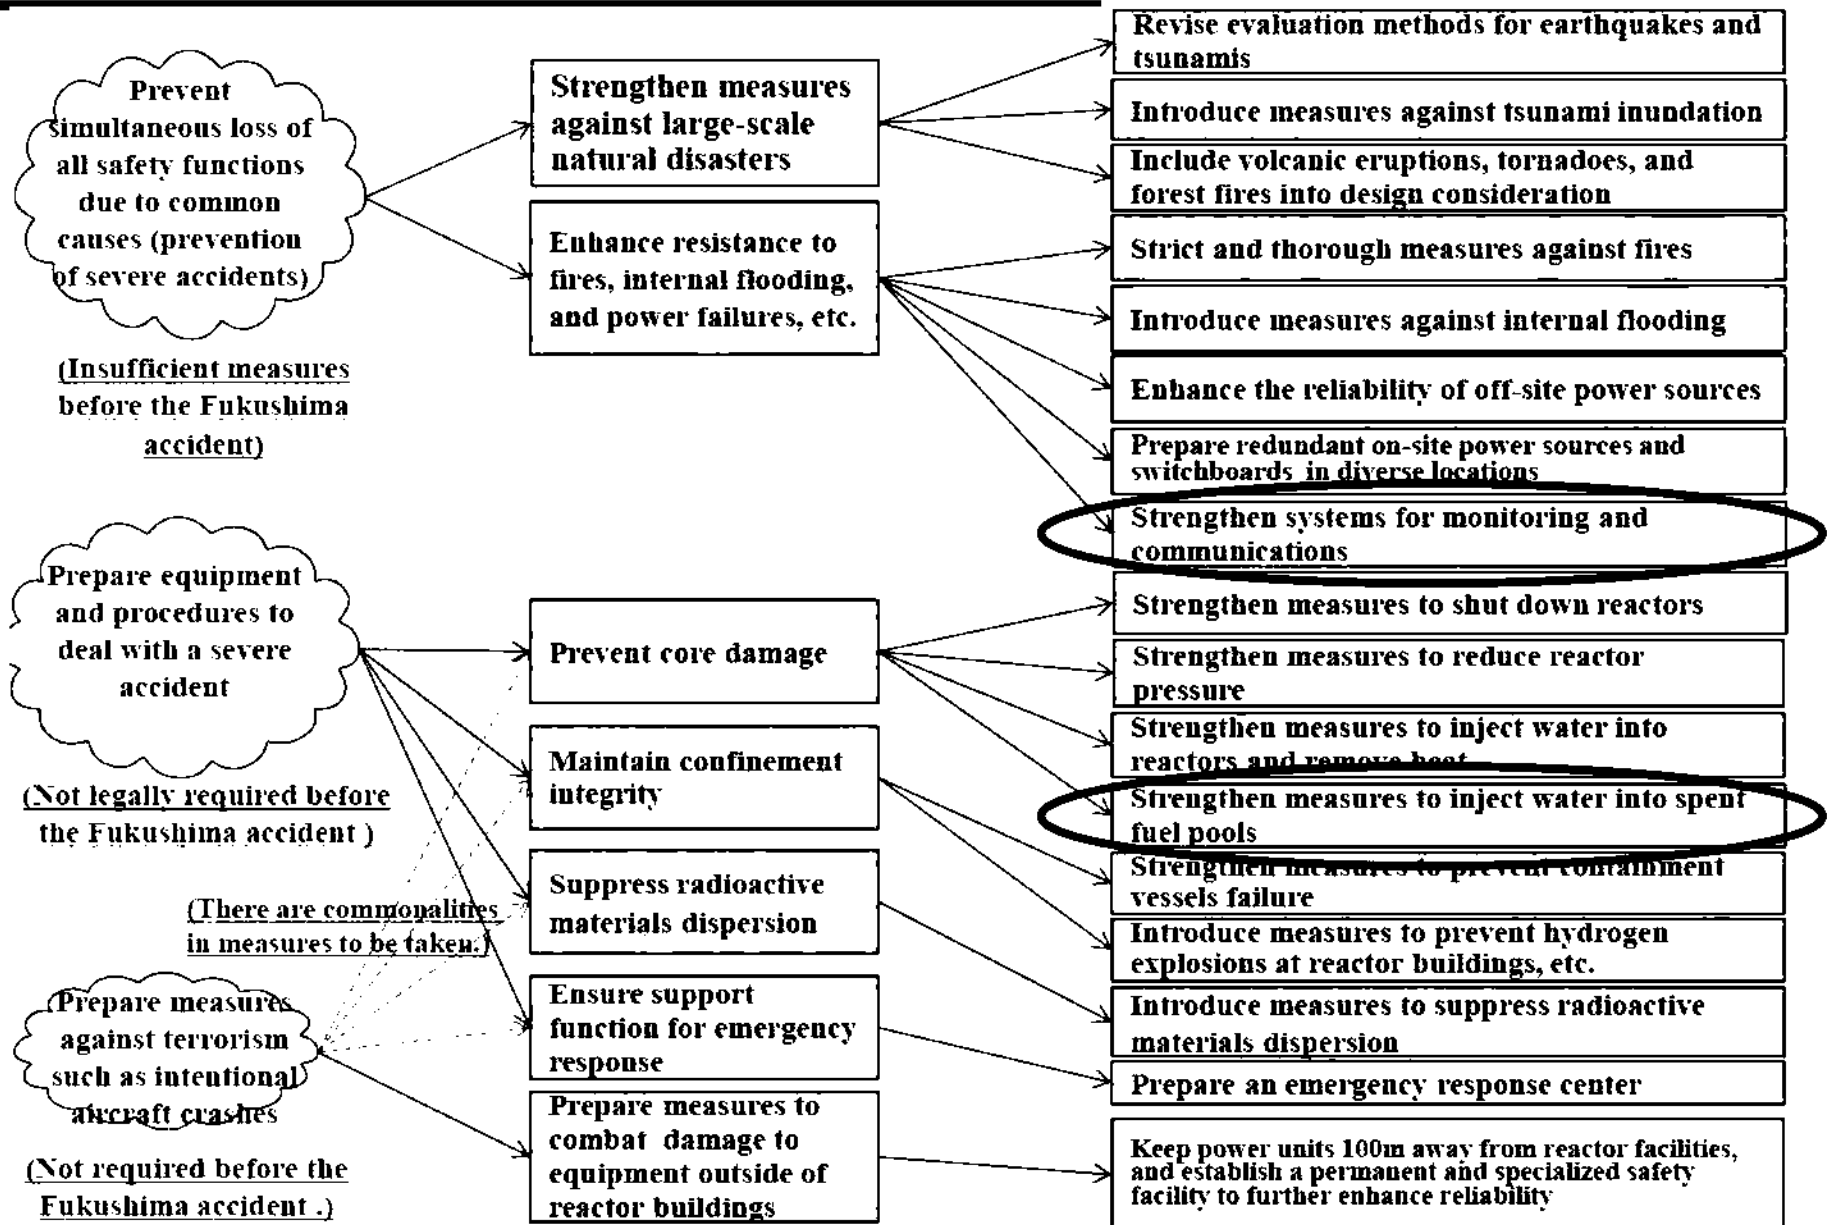 Prevent
simultaneous loss of
all safety functions
due to common
causes (prevention
of severe accidents)
(Insufficient measures
before the Fukushima
accident)
Prepare equipment
and procedures to
deal with a severe
accident
(Not legally required before
the Fukushima accident )
(There are commonalities
in measures to be taken.)
Prepare measures
against terrorism
such as intentional
aircraft crashes
(Not required before the
Fukushima accident .)
Strengthen measures
against large-scale
natural disasters
Enhance resistance to
fires, internal flooding,
and power failures, etc.
Prevent core damage
Maintain confinement
integrity
Suppress radioactive
materials dispersion
Ensure support
function for emergency
response
Prepare measures to
combat damage to
equipment outside of
reactor buildings
Revise evaluation methods for earthquakes and
tsunamis
Introduce measures against tsunami inundation
Include volcanic eruptions, tornadoes, and
forest fires into design consideration
Strict and thorough measures against fires
Introduce measures against internal flooding
Enhance the reliability of off-site power sources
Prepare redundant on-site power sources and
switchboards in diverse locations
Strengthen systems for monitoring and
communications
Strengthen measures to shut down reactors
Strengthen measures to reduce reactor
pressure
Strengthen measures to inject water into
reactors and remove heat
Strengthen measures to inject water into spent
fuel pools
Strengthen measures to prevent containment
vessels failure
Introduce measures to prevent hydrogen
explosions at reactor buildings, etc.
Introduce measures to suppress radioactive
materials dispersion
Prepare an emergency response center
Keep power units 100m away from reactor facilities,
and establish a permanent and specialized safety
facility to further enhance reliability